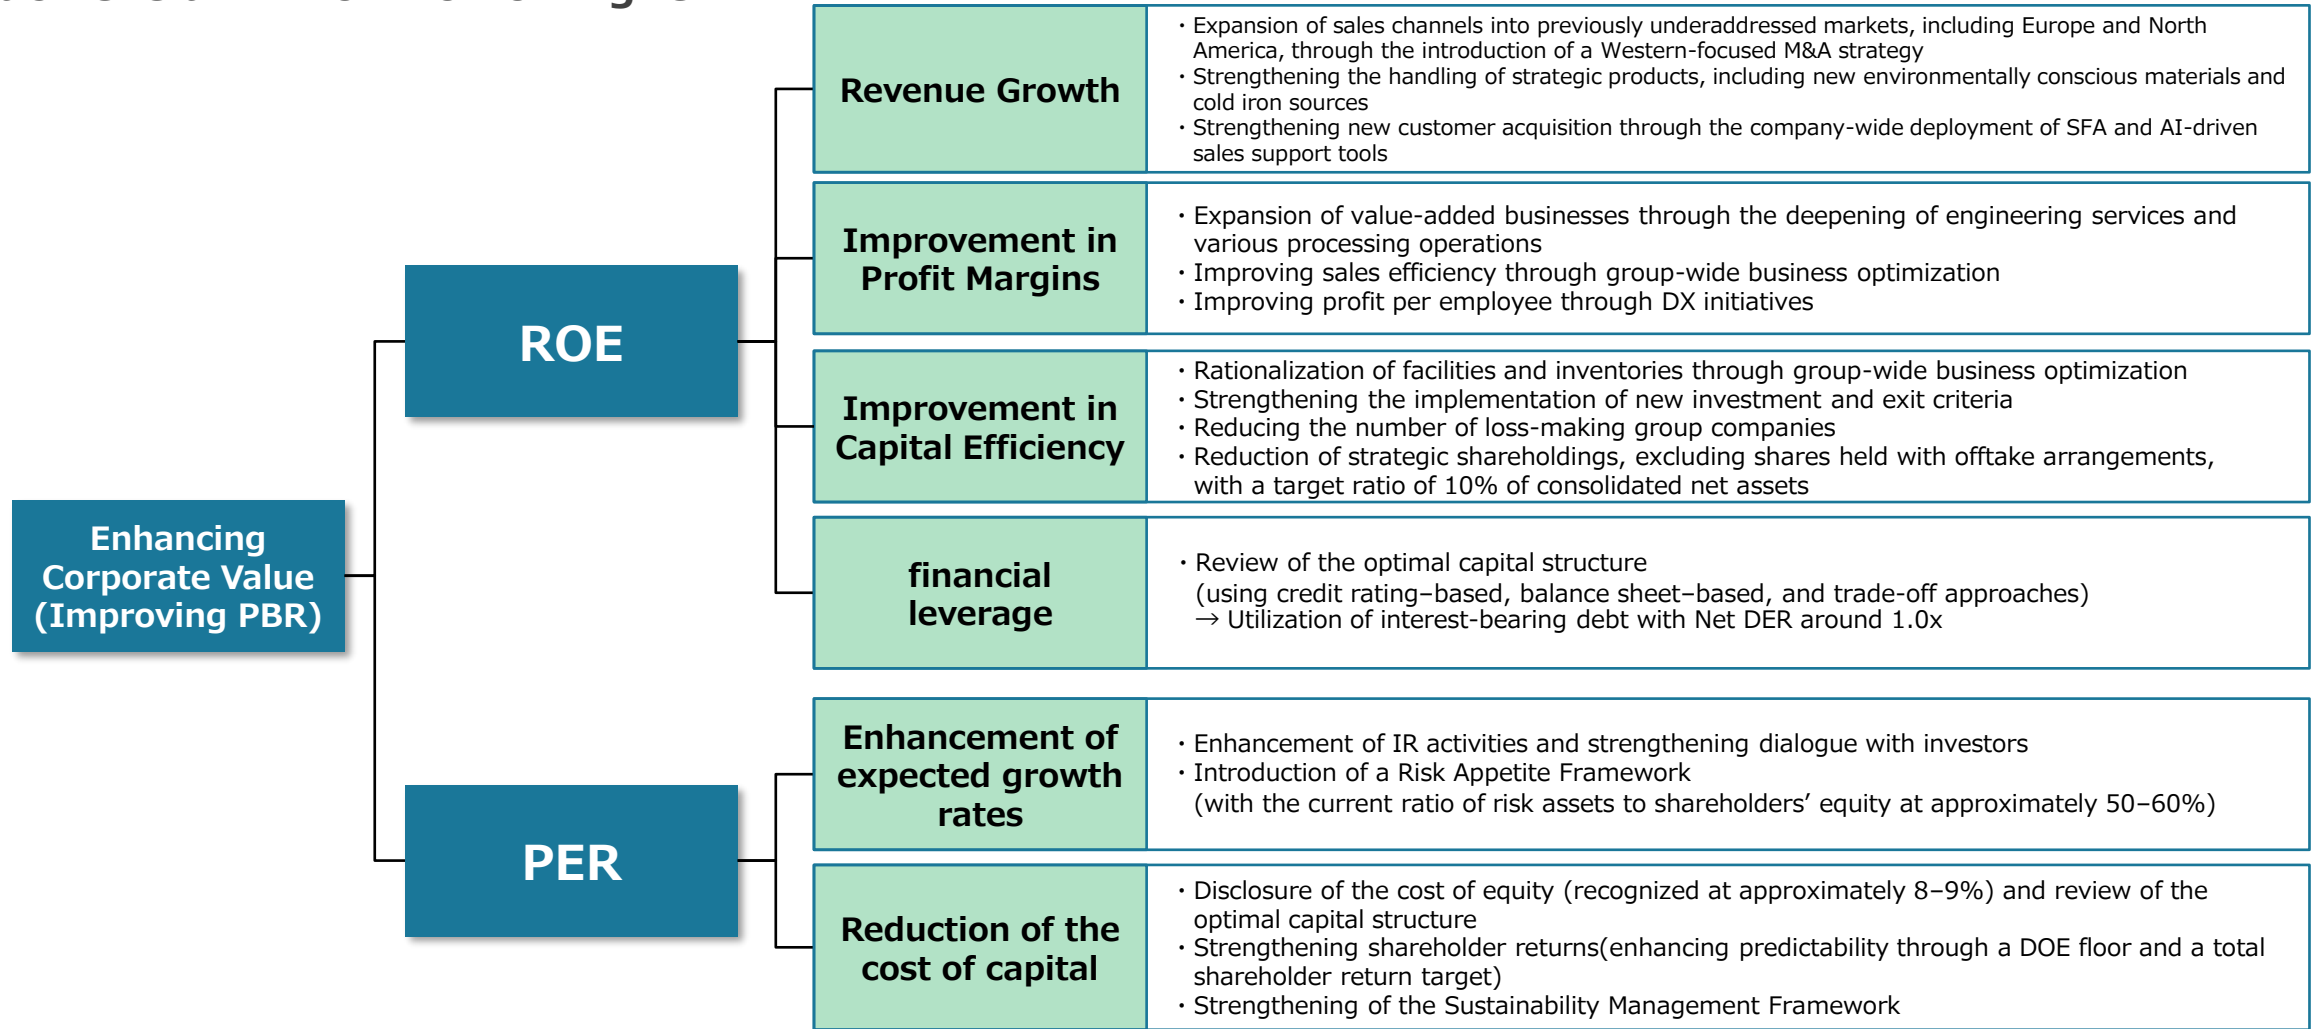 Revenue Growth
・Expansion of sales channels into previously underaddressed markets, including Europe and North
America, through the introduction of a Western-focused M&A strategy
・Strengthening the handling of strategic products, including new environmentally conscious materials and
cold iron sources
・Strengthening new customer acquisition through the company-wide deployment of SFA and AI-driven
sales support tools
Improvement in
Profit Margins
・Expansion of value-added businesses through the deepening of engineering services and
various processing operations
・Improving sales efficiency through group-wide business optimization
・Improving profit per employee through DX initiatives
ROE
Improvement in
Capital Efficiency
・Rationalization of facilities and inventories through group-wide business optimization
・Strengthening the implementation of new investment and exit criteria
・Reducing the number of loss-making group companies
・Reduction of strategic shareholdings, excluding shares held with offtake arrangements,
with a target ratio of 10% of consolidated net assets
Enhancing
Corporate Value
(Improving PBR)
financial
leverage
・Review of the optimal capital structure
(using credit rating–based, balance sheet–based, and trade-off approaches)
→ Utilization of interest-bearing debt with Net DER around 1.0x
Enhancement of
expected growth
rates
・Enhancement of IR activities and strengthening dialogue with investors
・Introduction of a Risk Appetite Framework
(with the current ratio of risk assets to shareholders’ equity at approximately 50–60%)
PER
Reduction of the
cost of capital
・Disclosure of the cost of equity (recognized at approximately 8–9%) and review of the
optimal capital structure
・Strengthening shareholder returns(enhancing predictability through a DOE floor and a total
shareholder return target)
・Strengthening of the Sustainability Management Framework